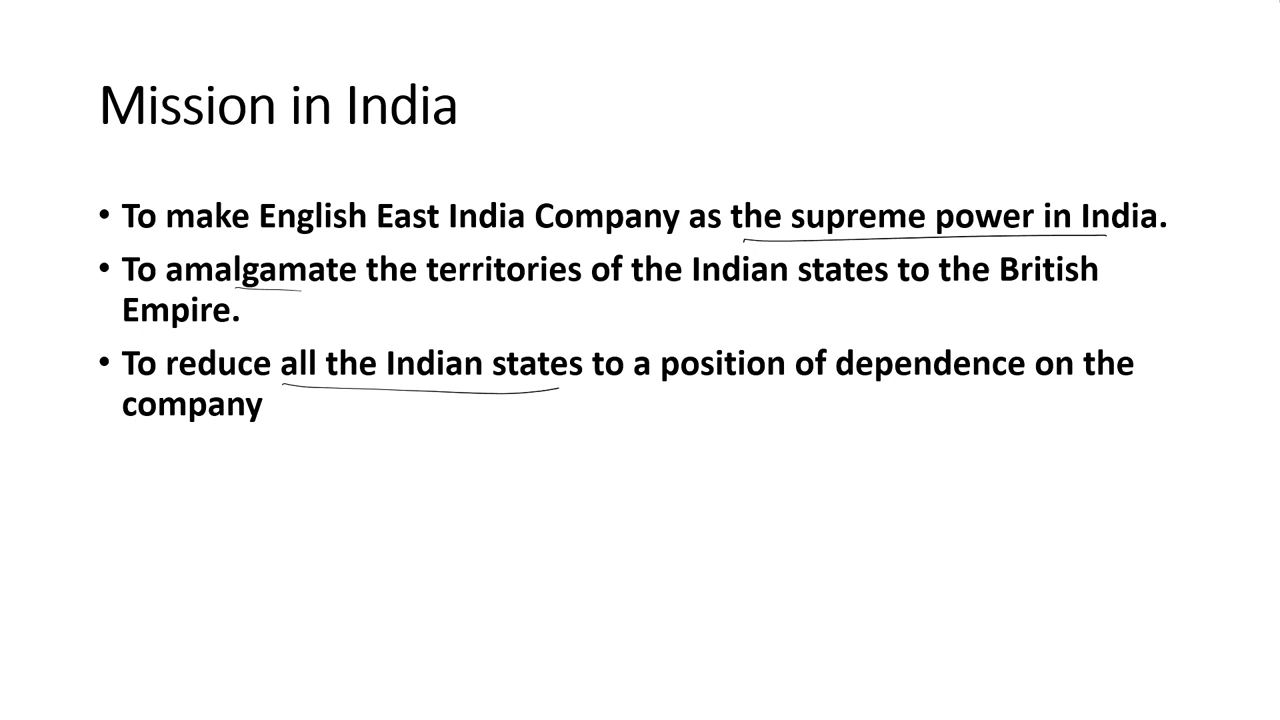 Mission in India
• To make English East India Company as the supreme power in India.
• To amalgamate the territories of the Indian states to the British
Empire.
• To reduce all the Indian states to a position of dependence on the
company